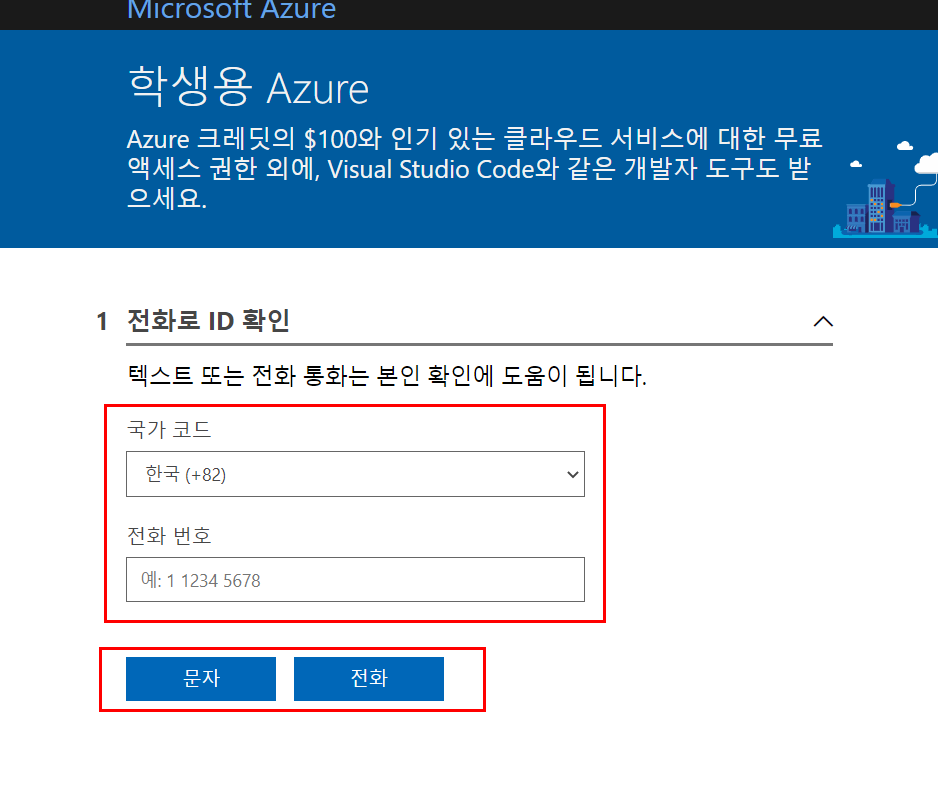 Microsoft Azure
학생용 Azure
Azure 크레딧의 $100와 인기 있는 클라우드 서비스에 대한 무료
액세스 권한 외에, Visual Studio Code와 같은 개발자 도구도 받
으세요.
1 전화로 ID 확인
텍스트 또는 전화 통화는 본인 확인에 도움이 됩니다.
국가 코드
한국 (+82)
전화 번호
예: 1 1234 5678
문자 전화